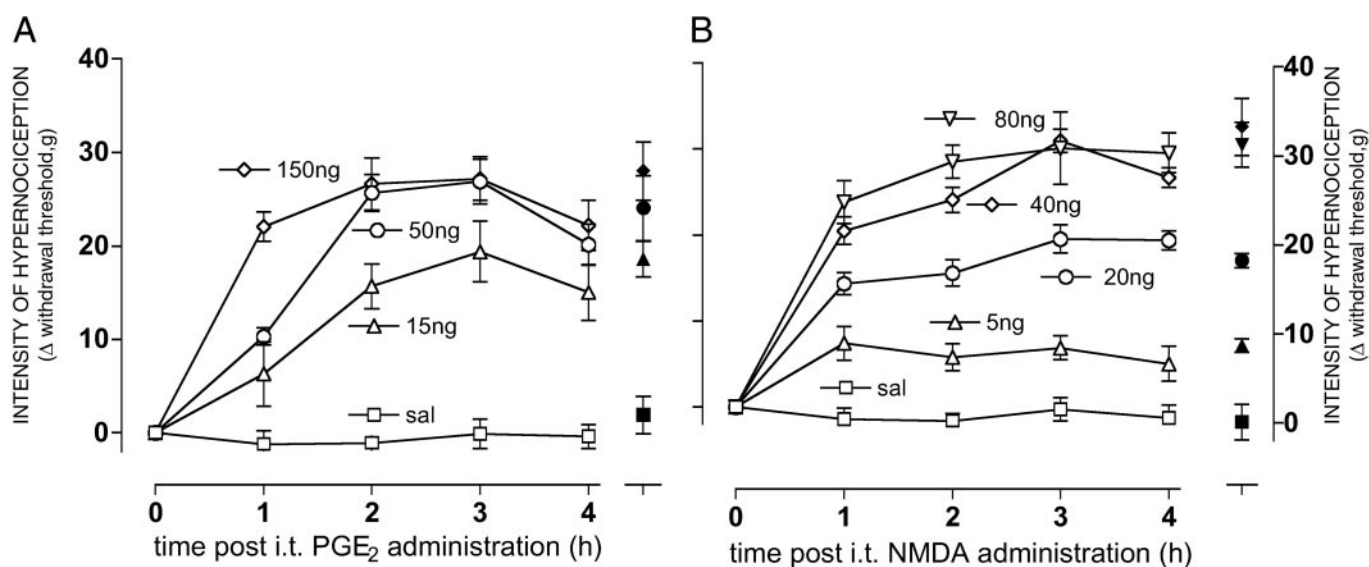 A
INTENSITY OF HYPERNOCICEPTION
(Δ withdrawal threshold,g)
40
30
20
10
0
150ng
50ng
15ng
sal
0 1 2 3 4
time post i.t. PGE₂ administration (h)
B
80ng
40ng
20ng
5ng
sal
0 1 2 3 4
time post i.t. NMDA administration (h)
40
30
20
10
0
INTENSITY OF HYPERNOCICEPTION
(Δ withdrawal threshold,g)